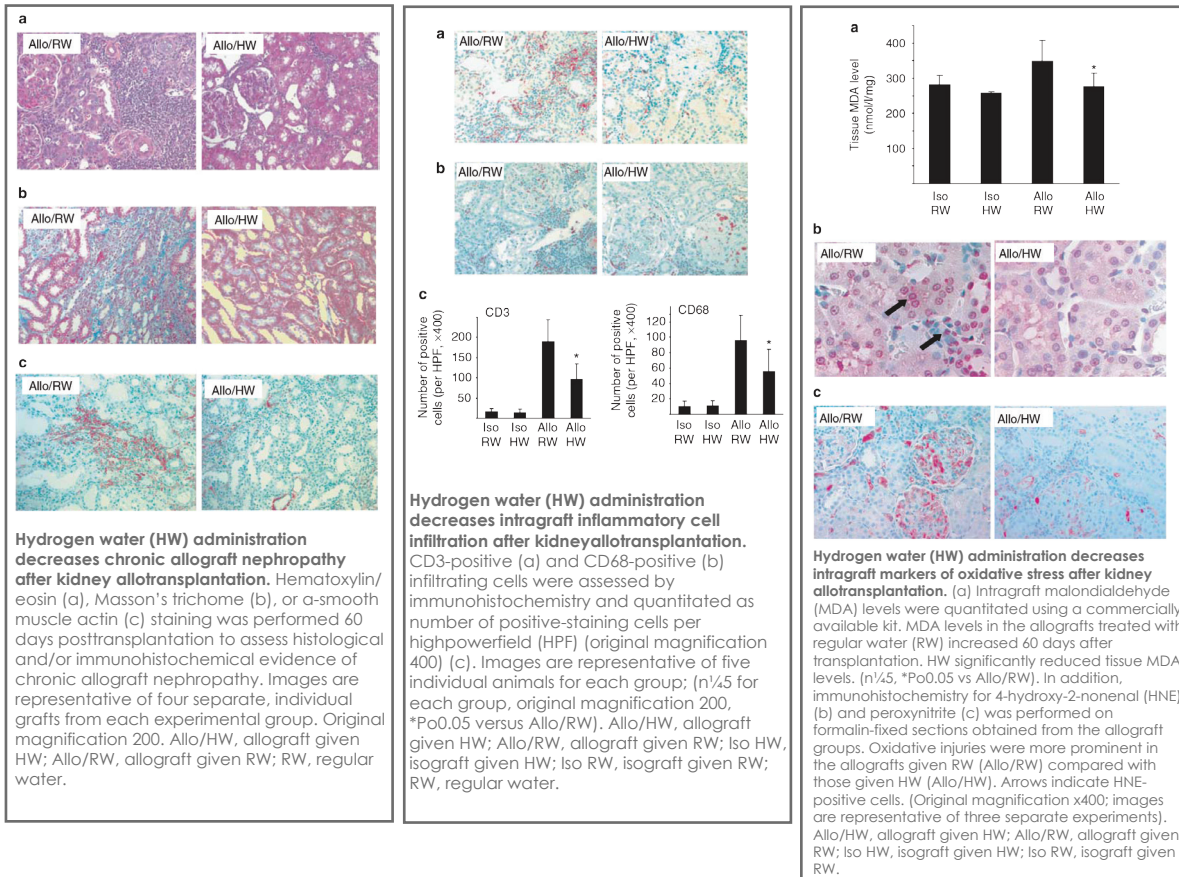 a
Allo/RW
Allo/HW
b
Allo/RW
Allo/HW
c
Allo/RW
Allo/HW
Hydrogen water (HW) administration
decreases chronic allograft nephropathy
after kidney allotransplantation. Hematoxylin/
eosin (a), Masson's trichome (b), or a-smooth
muscle actin (c) staining was performed 60
days posttransplantation to assess histological
and/or immunohistochemical evidence of
chronic allograft nephropathy. Images are
representative of four separate, individual
grafts from each experimental group. Original
magnification 200. Allo/HW, allograft given
HW; Allo/RW, allograft given RW; RW, regular
water.
a
Allo/RW
Allo/HW
b
Allo/RW
Allo/HW
c
CD3
Number of positive
cells (per HPF, ×400)
200
150
100
50
Iso RW
Iso HW
Allo RW
Allo HW
*
CD68
Number of positive
cells (per HPF, ×400)
120
100
80
60
40
20
0
Iso RW
Iso HW
Allo RW
Allo HW
*
Hydrogen water (HW) administration
decreases intragraft inflammatory cell
infiltration after kidneyallotransplantation.
CD3-positive (a) and CD68-positive (b)
infiltrating cells were assessed by
immunohistochemistry and quantitated as
number of positive-staining cells per
highpowerfield (HPF) (original magnification
400) (c). Images are representative of five
individual animals for each group; (n¼5 for
each group, original magnification 200,
*Po0.05 versus Allo/RW). Allo/HW, allograft
given HW; Allo/RW, allograft given RW; Iso HW,
isograft given HW; Iso RW, isograft given RW;
RW, regular water.
a
Tissue MDA level
(nmol/l/mg)
400
300
200
100
*
Iso RW
Iso HW
Allo RW
Allo HW
b
Allo/RW
Allo/HW
c
Allo/RW
Allo/HW
Hydrogen water (HW) administration decreases
intragraft markers of oxidative stress after kidney
allotransplantation. (a) Intragraft malondialdehyde
(MDA) levels were quantitated using a commercially
available kit. MDA levels in the allografts treated with
regular water (RW) increased 60 days after
transplantation. HW significantly reduced tissue MDA
levels. (n¼5, *Po0.05 vs Allo/RW). In addition,
immunohistochemistry for 4-hydroxy-2-nonenal (HNE)
(b) and peroxynitrite (c) was performed on
formalin-fixed sections obtained from the allograft
groups. Oxidative injuries were more prominent in
the allografts given RW (Allo/RW) compared with
those given HW (Allo/HW). Arrows indicate HNE-
positive cells. (Original magnification x400; images
are representative of three separate experiments).
Allo/HW, allograft given HW; Allo/RW, allograft given
RW; Iso HW, isograft given HW; Iso RW, isograft given
RW.